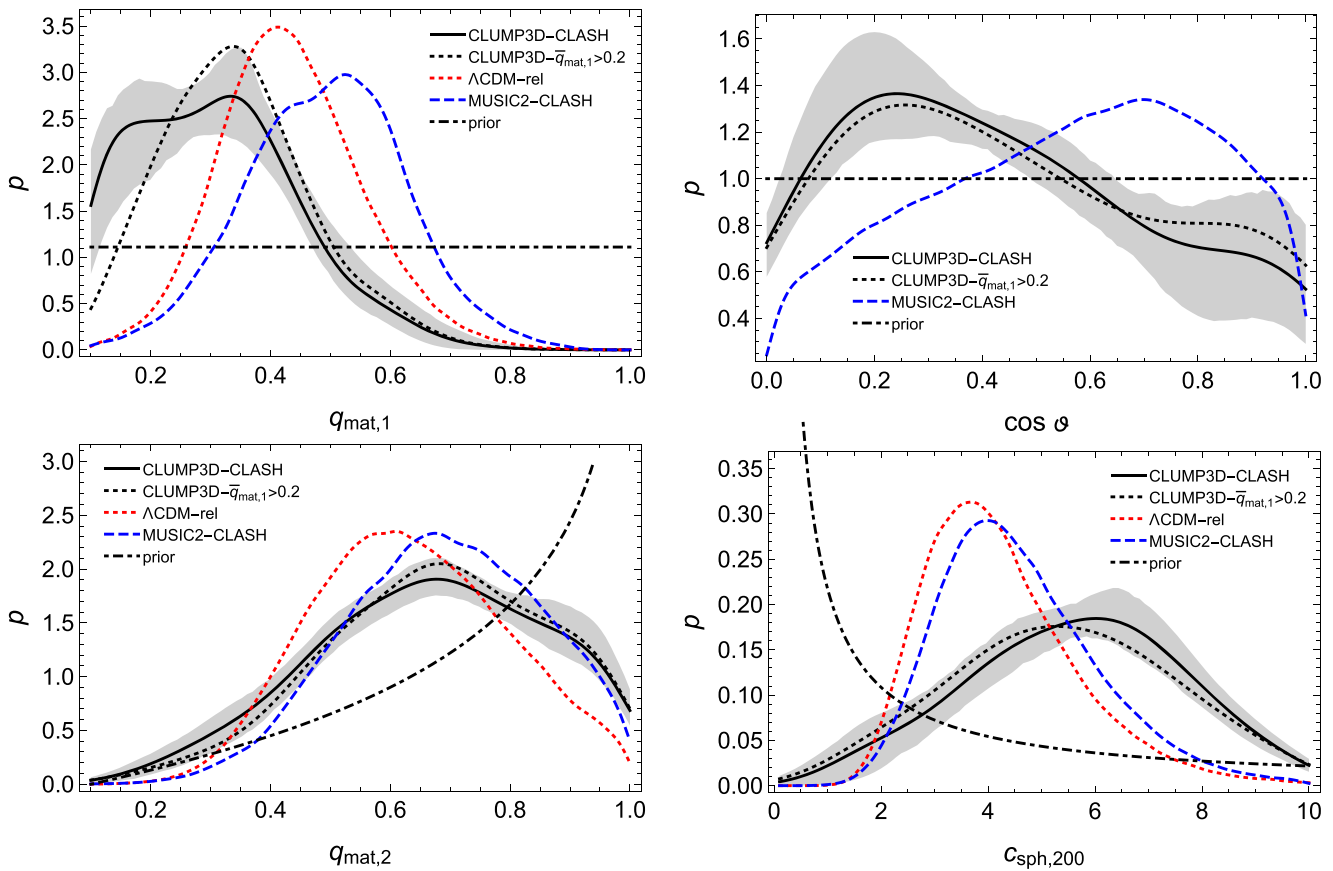 CLUMP3D-CLASH
CLUMP3D-q̄mat,1>0.2
ΛCDM-rel
MUSIC2-CLASH
prior
3.5
3.0
2.5
2.0
1.5
1.0
0.5
0.0
p
0.2 0.4 0.6 0.8 1.0
qmat,1
CLUMP3D-CLASH
CLUMP3D-q̄mat,1>0.2
MUSIC2-CLASH
prior
1.6
1.4
1.2
1.0
0.8
0.6
0.4
p
0.0 0.2 0.4 0.6 0.8 1.0
cos ϑ
CLUMP3D-CLASH
CLUMP3D-q̄mat,1>0.2
ΛCDM-rel
MUSIC2-CLASH
prior
3.0
2.5
2.0
1.5
1.0
0.5
0.0
p
0.2 0.4 0.6 0.8 1.0
qmat,2
CLUMP3D-CLASH
CLUMP3D-q̄mat,1>0.2
ΛCDM-rel
MUSIC2-CLASH
prior
0.35
0.30
0.25
0.20
0.15
0.10
0.05
0.00
p
0 2 4 6 8 10
csph,200